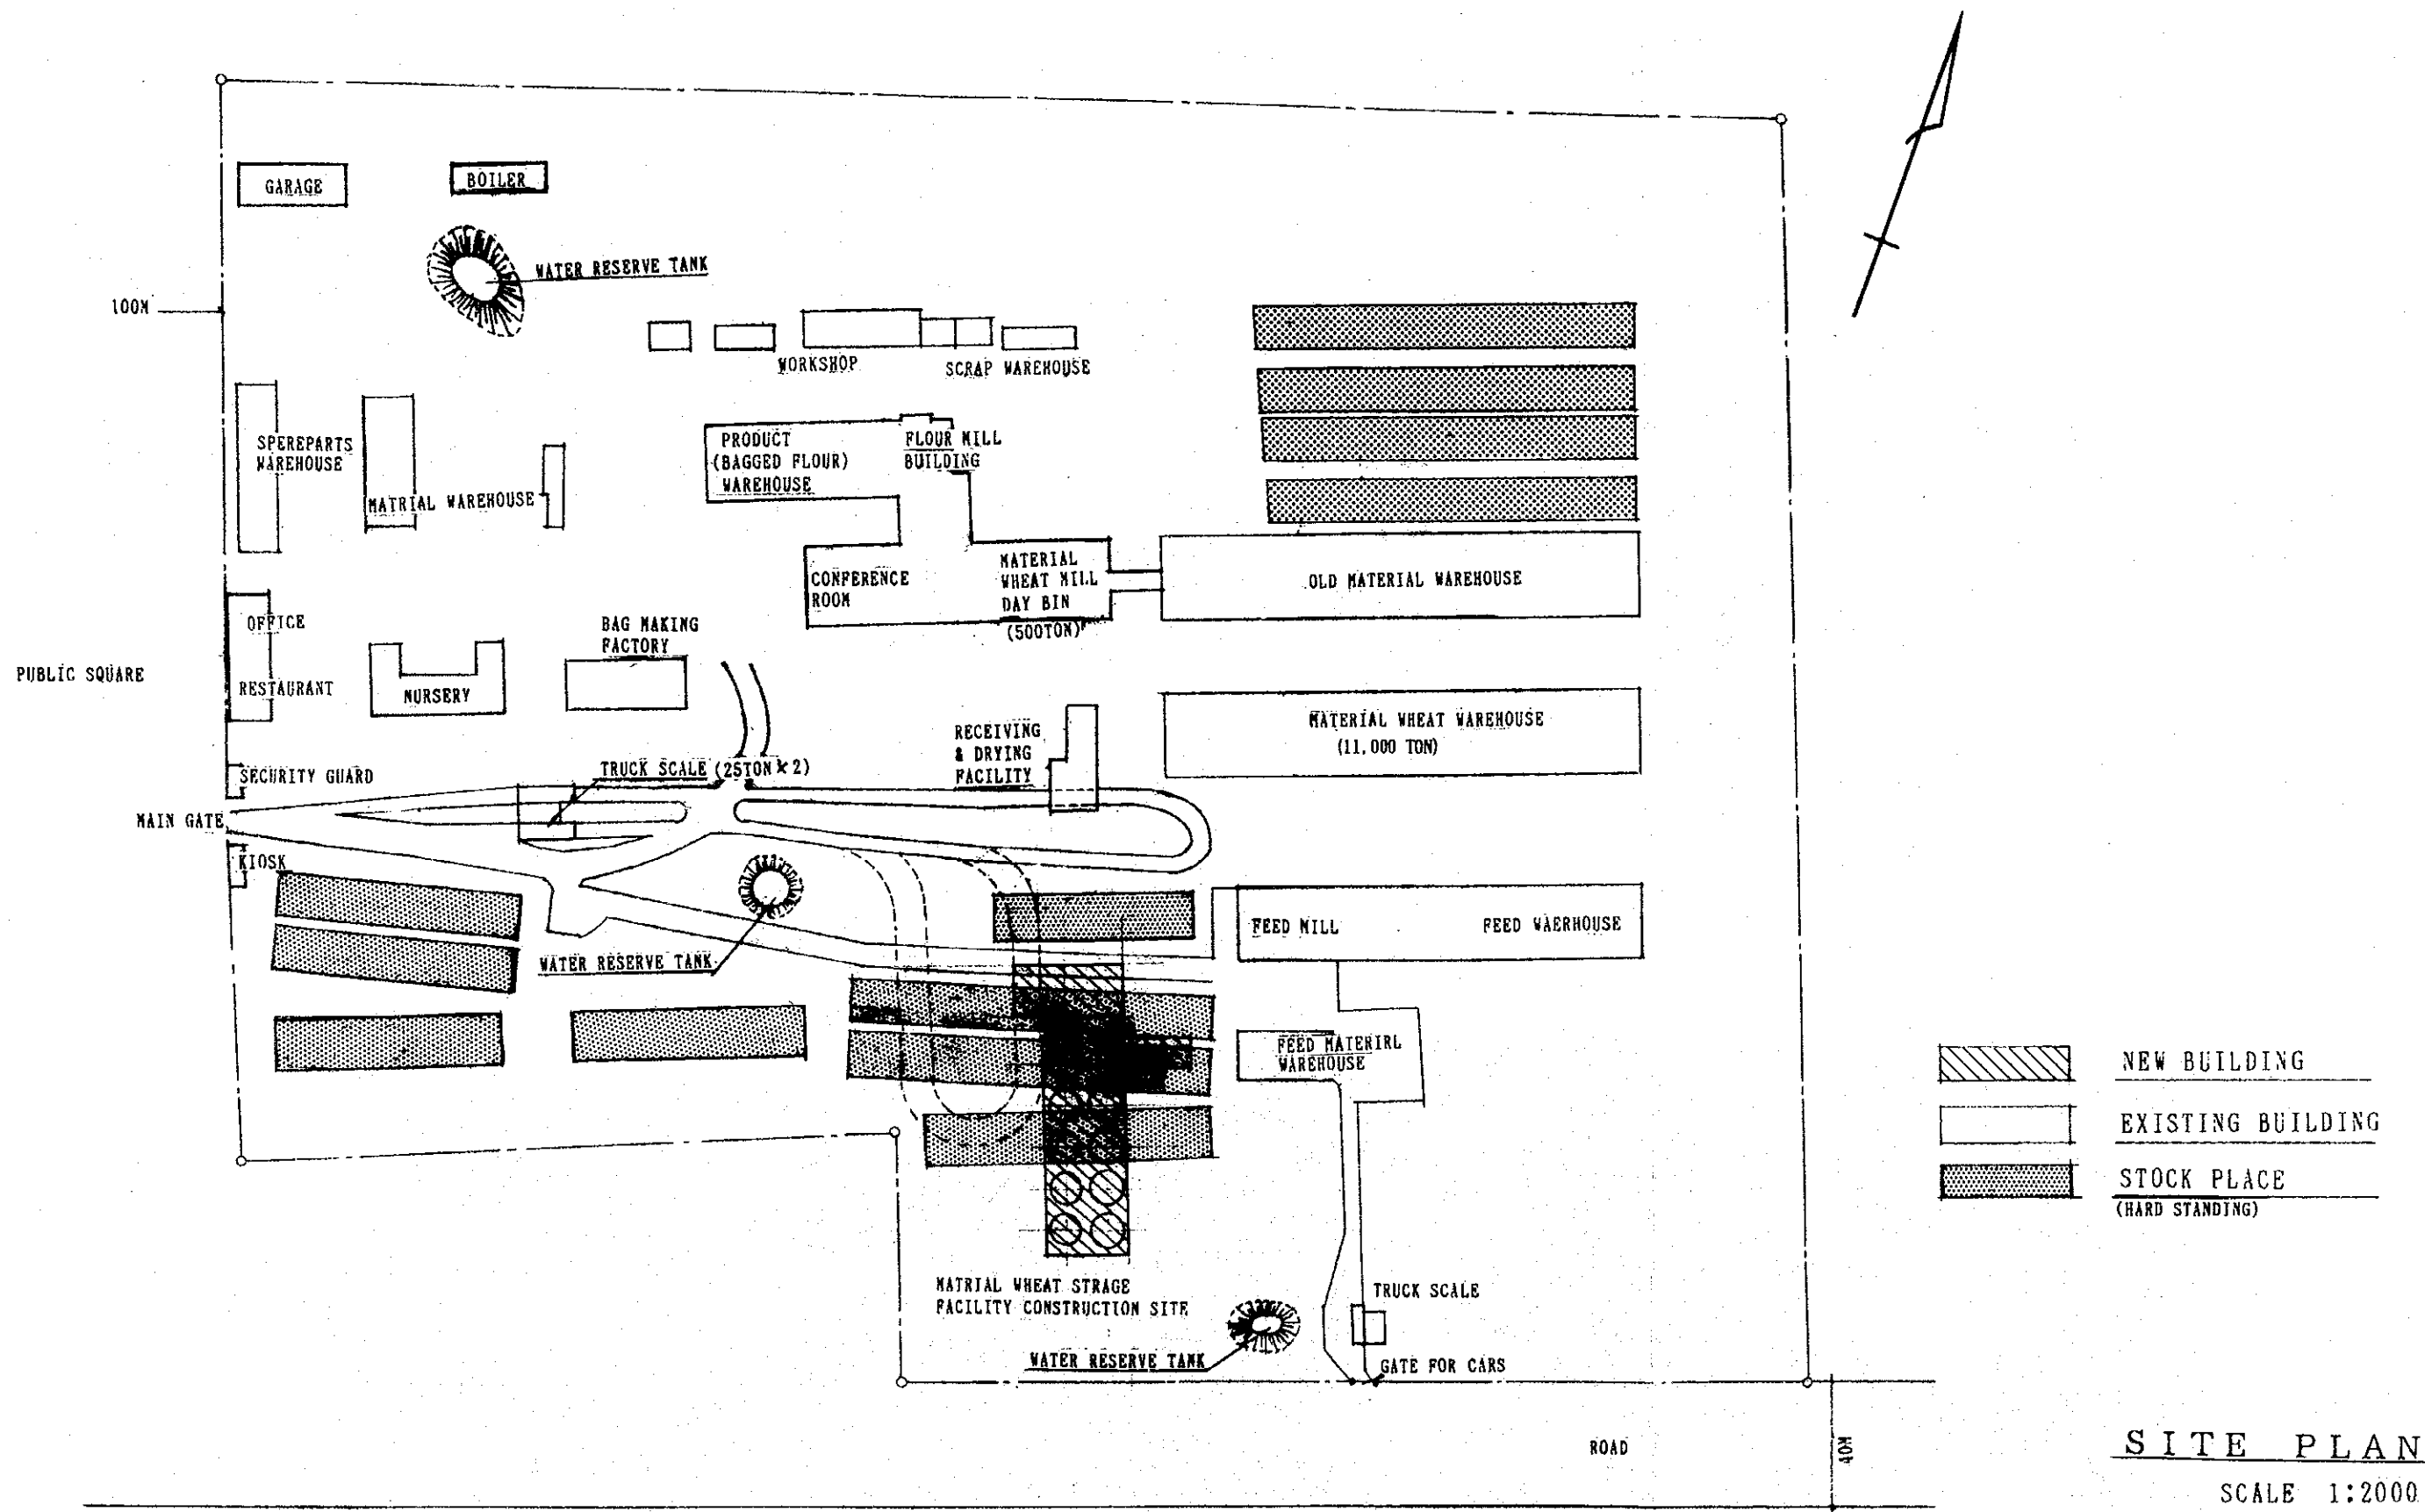 GARAGE
BOILER
WATER RESERVE TANK
100M
WORKSHOP
SCRAP WAREHOUSE
SPEREPARTS
WAREHOUSE
MATRIAL WAREHOUSE
PRODUCT
(BAGGED FLOUR)
WAREHOUSE
FLOUR MILL
BUILDING
CONFERENCE
ROOM
MATERIAL
WHEAT MILL
DAY BIN
(500TON)
OLD MATERIAL WAREHOUSE
OFFICE
RESTAURANT
PUBLIC SQUARE
NURSERY
BAG MAKING
FACTORY
MATERIAL WHEAT WAREHOUSE
(11,000 TON)
RECEIVING
& DRYING
FACILITY
SECURITY GUARD
TRUCK SCALE (25TON×2)
MAIN GATE
KIOSK
WATER RESERVE TANK
FEED MILL
FEED WAERHOUSE
FEED MATERIRL
WAREHOUSE
MATRIAL WHEAT STRAGE
FACILITY CONSTRUCTION SITE
WATER RESERVE TANK
TRUCK SCALE
GATE FOR CARS
ROAD
40M
NEW BUILDING
EXISTING BUILDING
STOCK PLACE
(HARD STANDING)
SITE PLAN
SCALE 1:2000